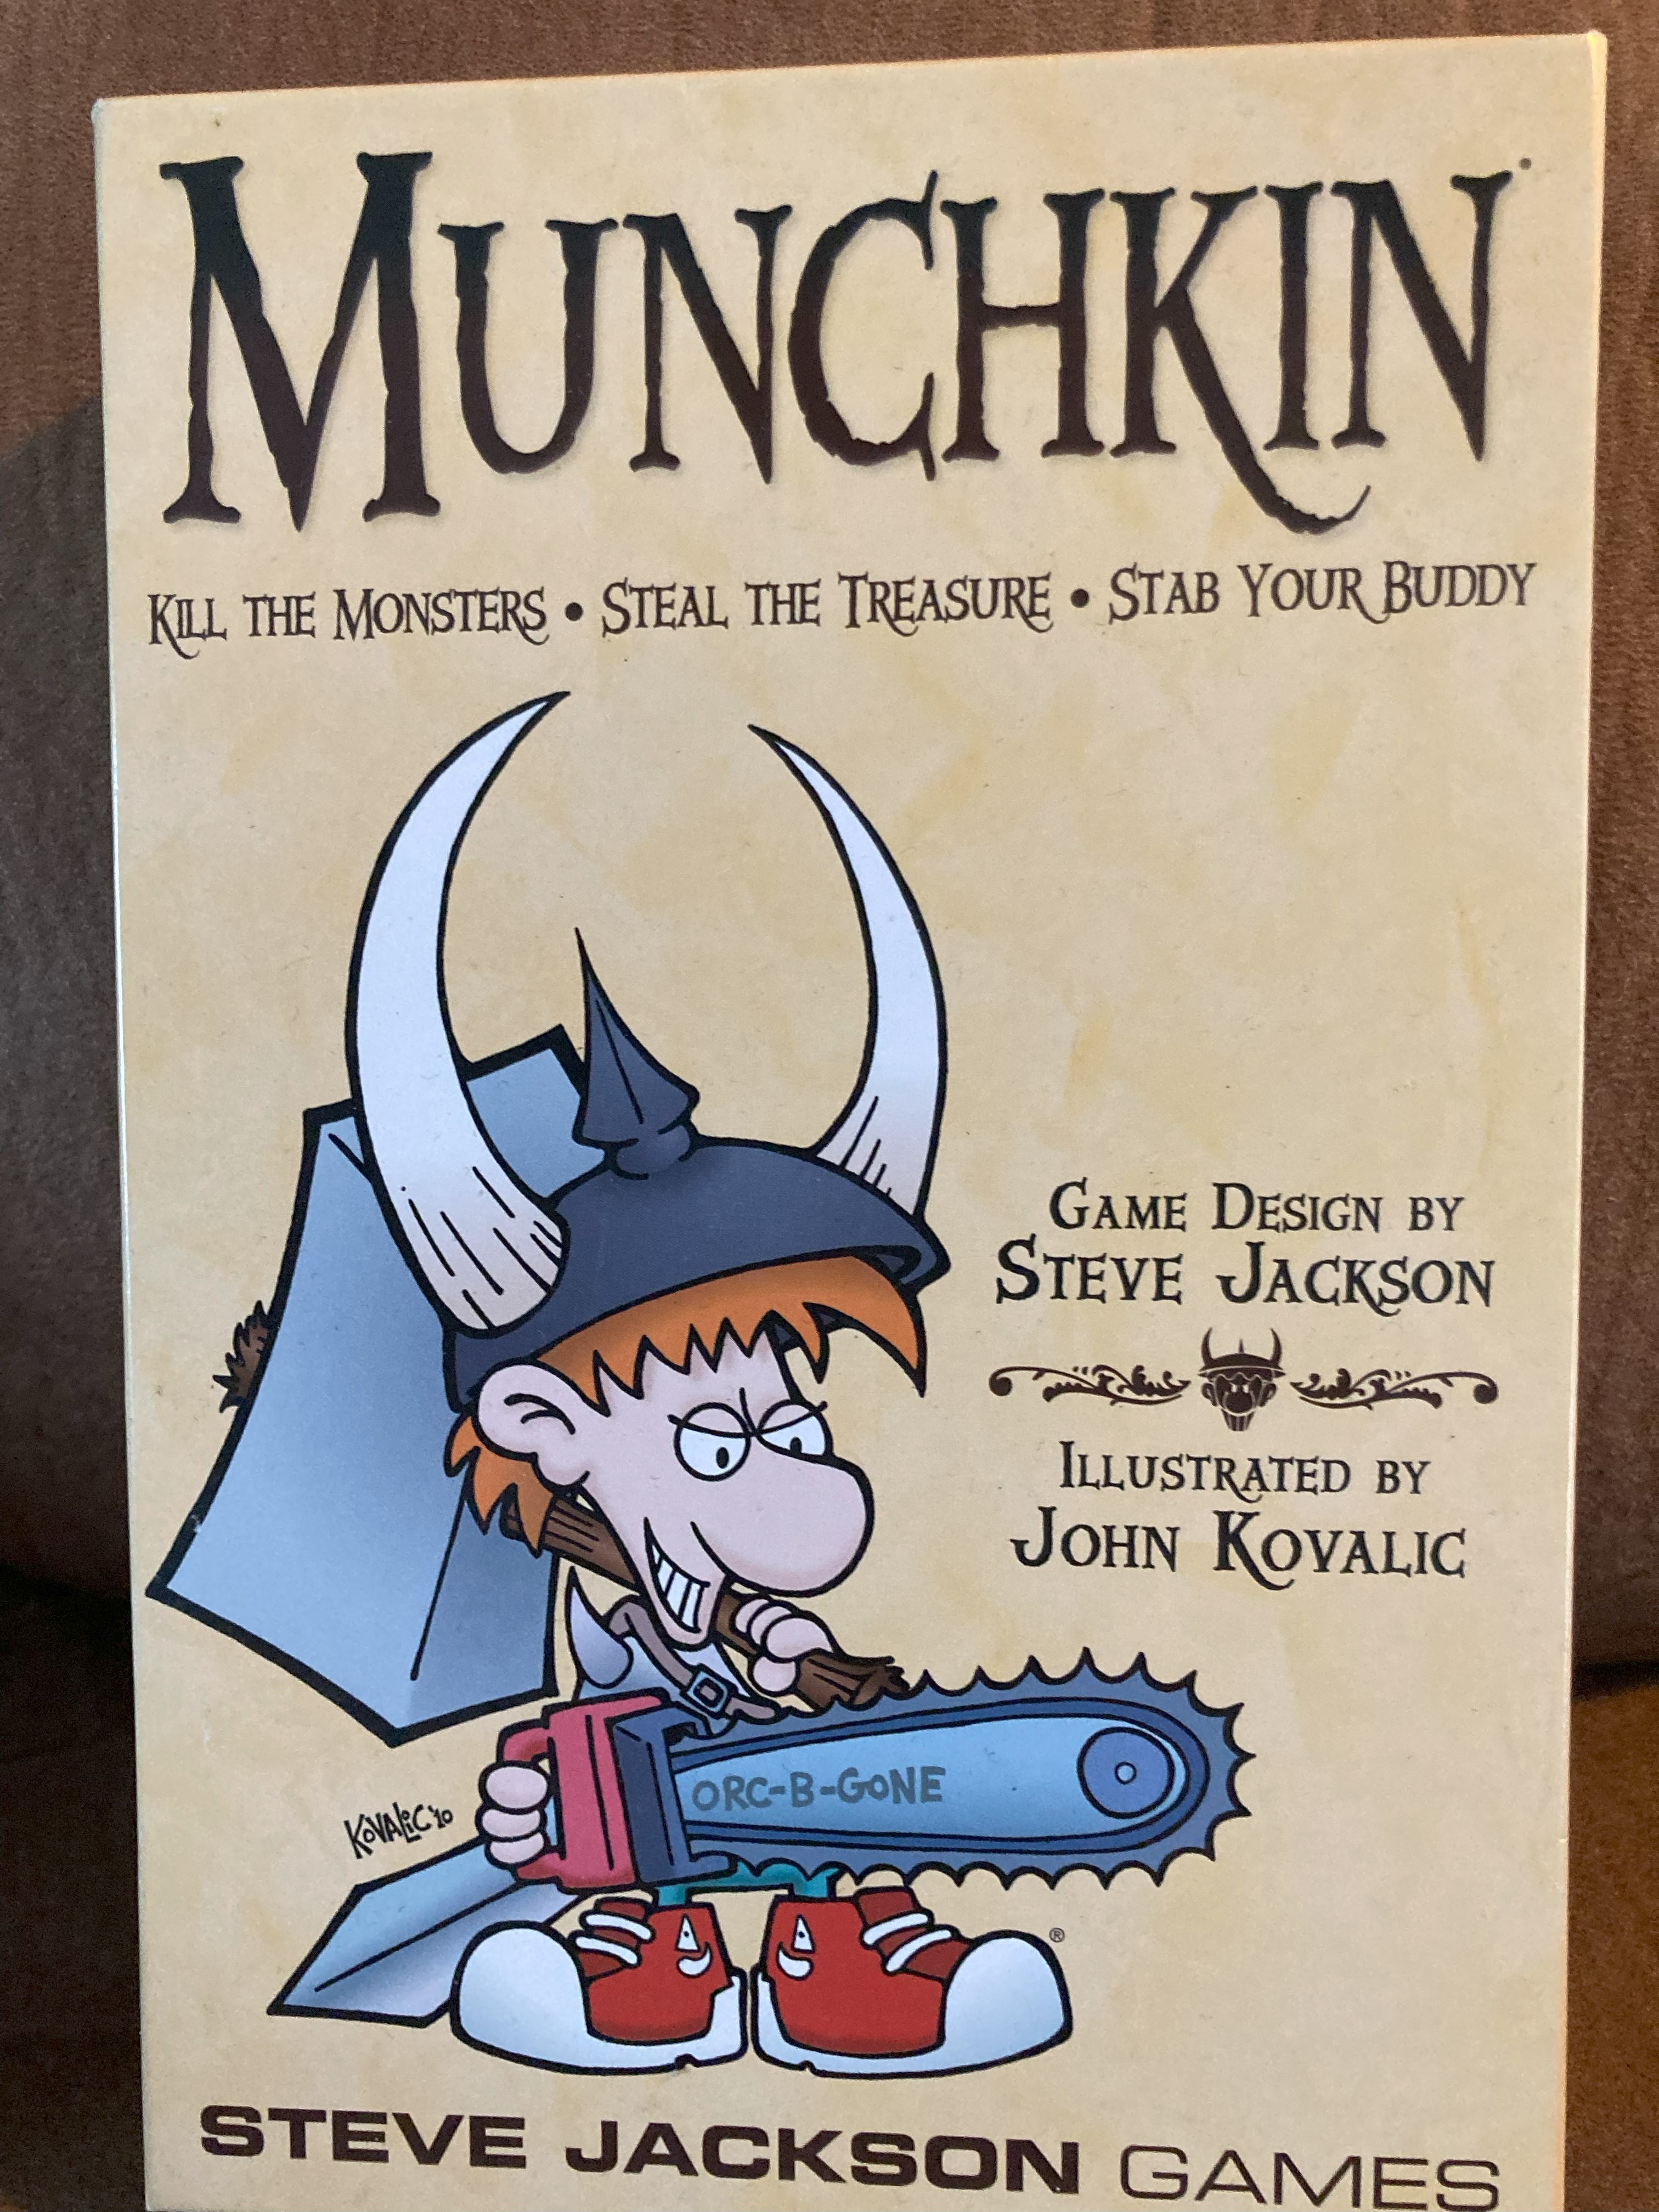 MUNCHKIN
KILL THE MONSTERS • STEAL THE TREASURE • STAB YOUR BUDDY
GAME DESIGN BY
STEVE JACKSON
ILLUSTRATED BY
JOHN KOVALIC
ORC-B-GONE
KOVALIC '10
®
STEVE JACKSON GAMES